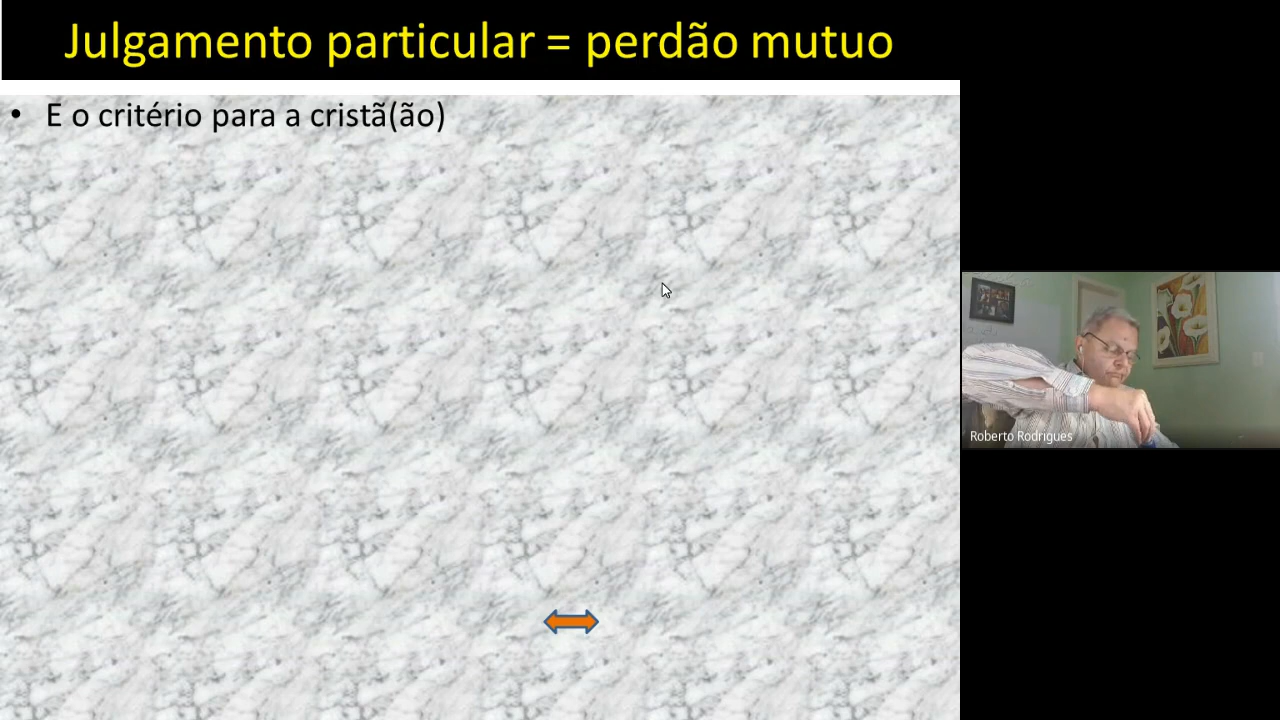 Julgamento particular = perdão mutuo
• E o critério para a cristã(ão)
Roberto Rodrigues